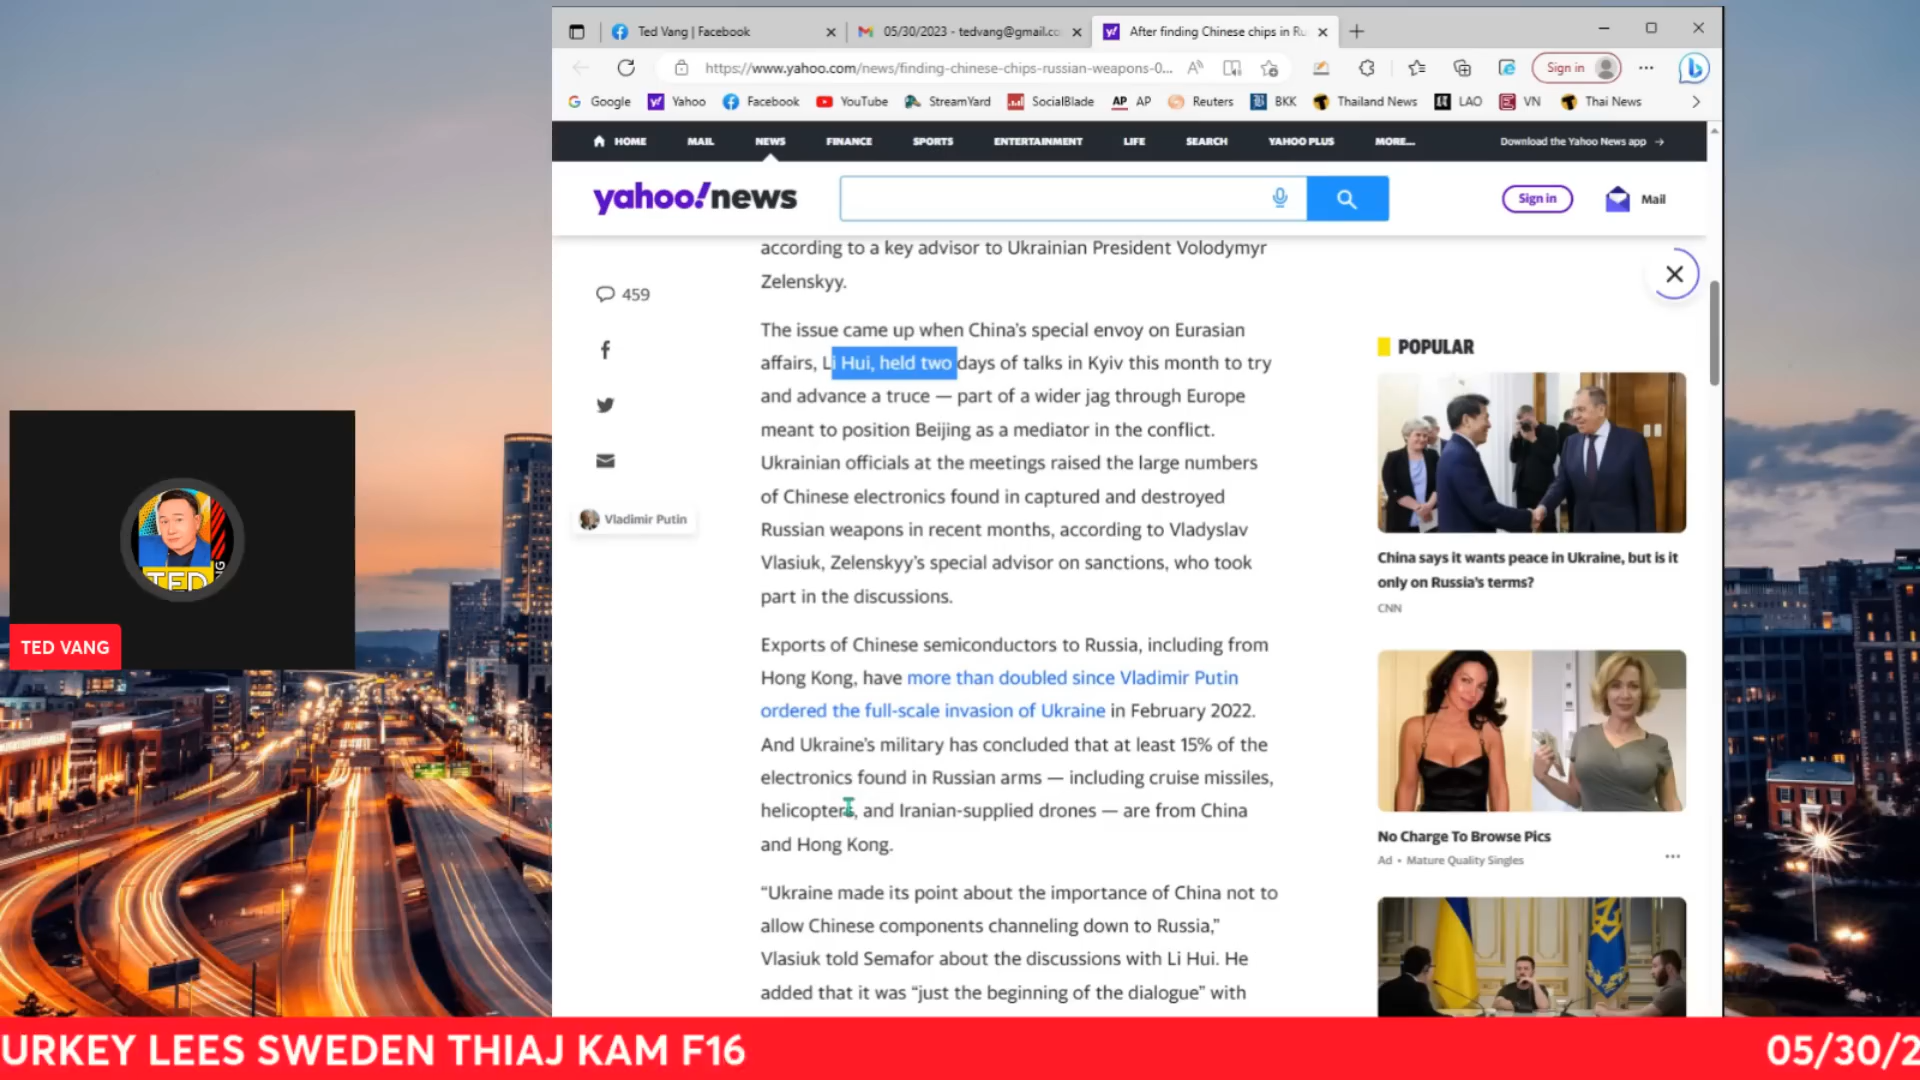 Ted Vang | Facebook
05/30/2023 - tedvang@gmail.co
After finding Chinese chips in Ru
https://www.yahoo.com/news/finding-chinese-chips-russian-weapons-0...
Sign in
Google
Yahoo
Facebook
YouTube
StreamYard
SocialBlade
AP AP
Reuters
BKK
Thailand News
LAO
VN
Thai News
HOME
MAIL
NEWS
FINANCE
SPORTS
ENTERTAINMENT
LIFE
SEARCH
YAHOO PLUS
MORE...
Download the Yahoo News app →
yahoo!news
Sign in
Mail
459
Vladimir Putin
according to a key advisor to Ukrainian President Volodymyr
Zelenskyy.
The issue came up when China's special envoy on Eurasian
affairs, Li Hui, held two days of talks in Kyiv this month to try
and advance a truce — part of a wider jag through Europe
meant to position Beijing as a mediator in the conflict.
Ukrainian officials at the meetings raised the large numbers
of Chinese electronics found in captured and destroyed
Russian weapons in recent months, according to Vladyslav
Vlasiuk, Zelenskyy's special advisor on sanctions, who took
part in the discussions.
Exports of Chinese semiconductors to Russia, including from
Hong Kong, have more than doubled since Vladimir Putin
ordered the full-scale invasion of Ukraine in February 2022.
And Ukraine's military has concluded that at least 15% of the
electronics found in Russian arms — including cruise missiles,
helicopters, and Iranian-supplied drones — are from China
and Hong Kong.
“Ukraine made its point about the importance of China not to
allow Chinese components channeling down to Russia,”
Vlasiuk told Semafor about the discussions with Li Hui. He
added that it was “just the beginning of the dialogue” with
POPULAR
China says it wants peace in Ukraine, but is it
only on Russia's terms?
CNN
No Charge To Browse Pics
Ad • Mature Quality Singles
TED
TED VANG
URKEY LEES SWEDEN THIAJ KAM F16
05/30/2